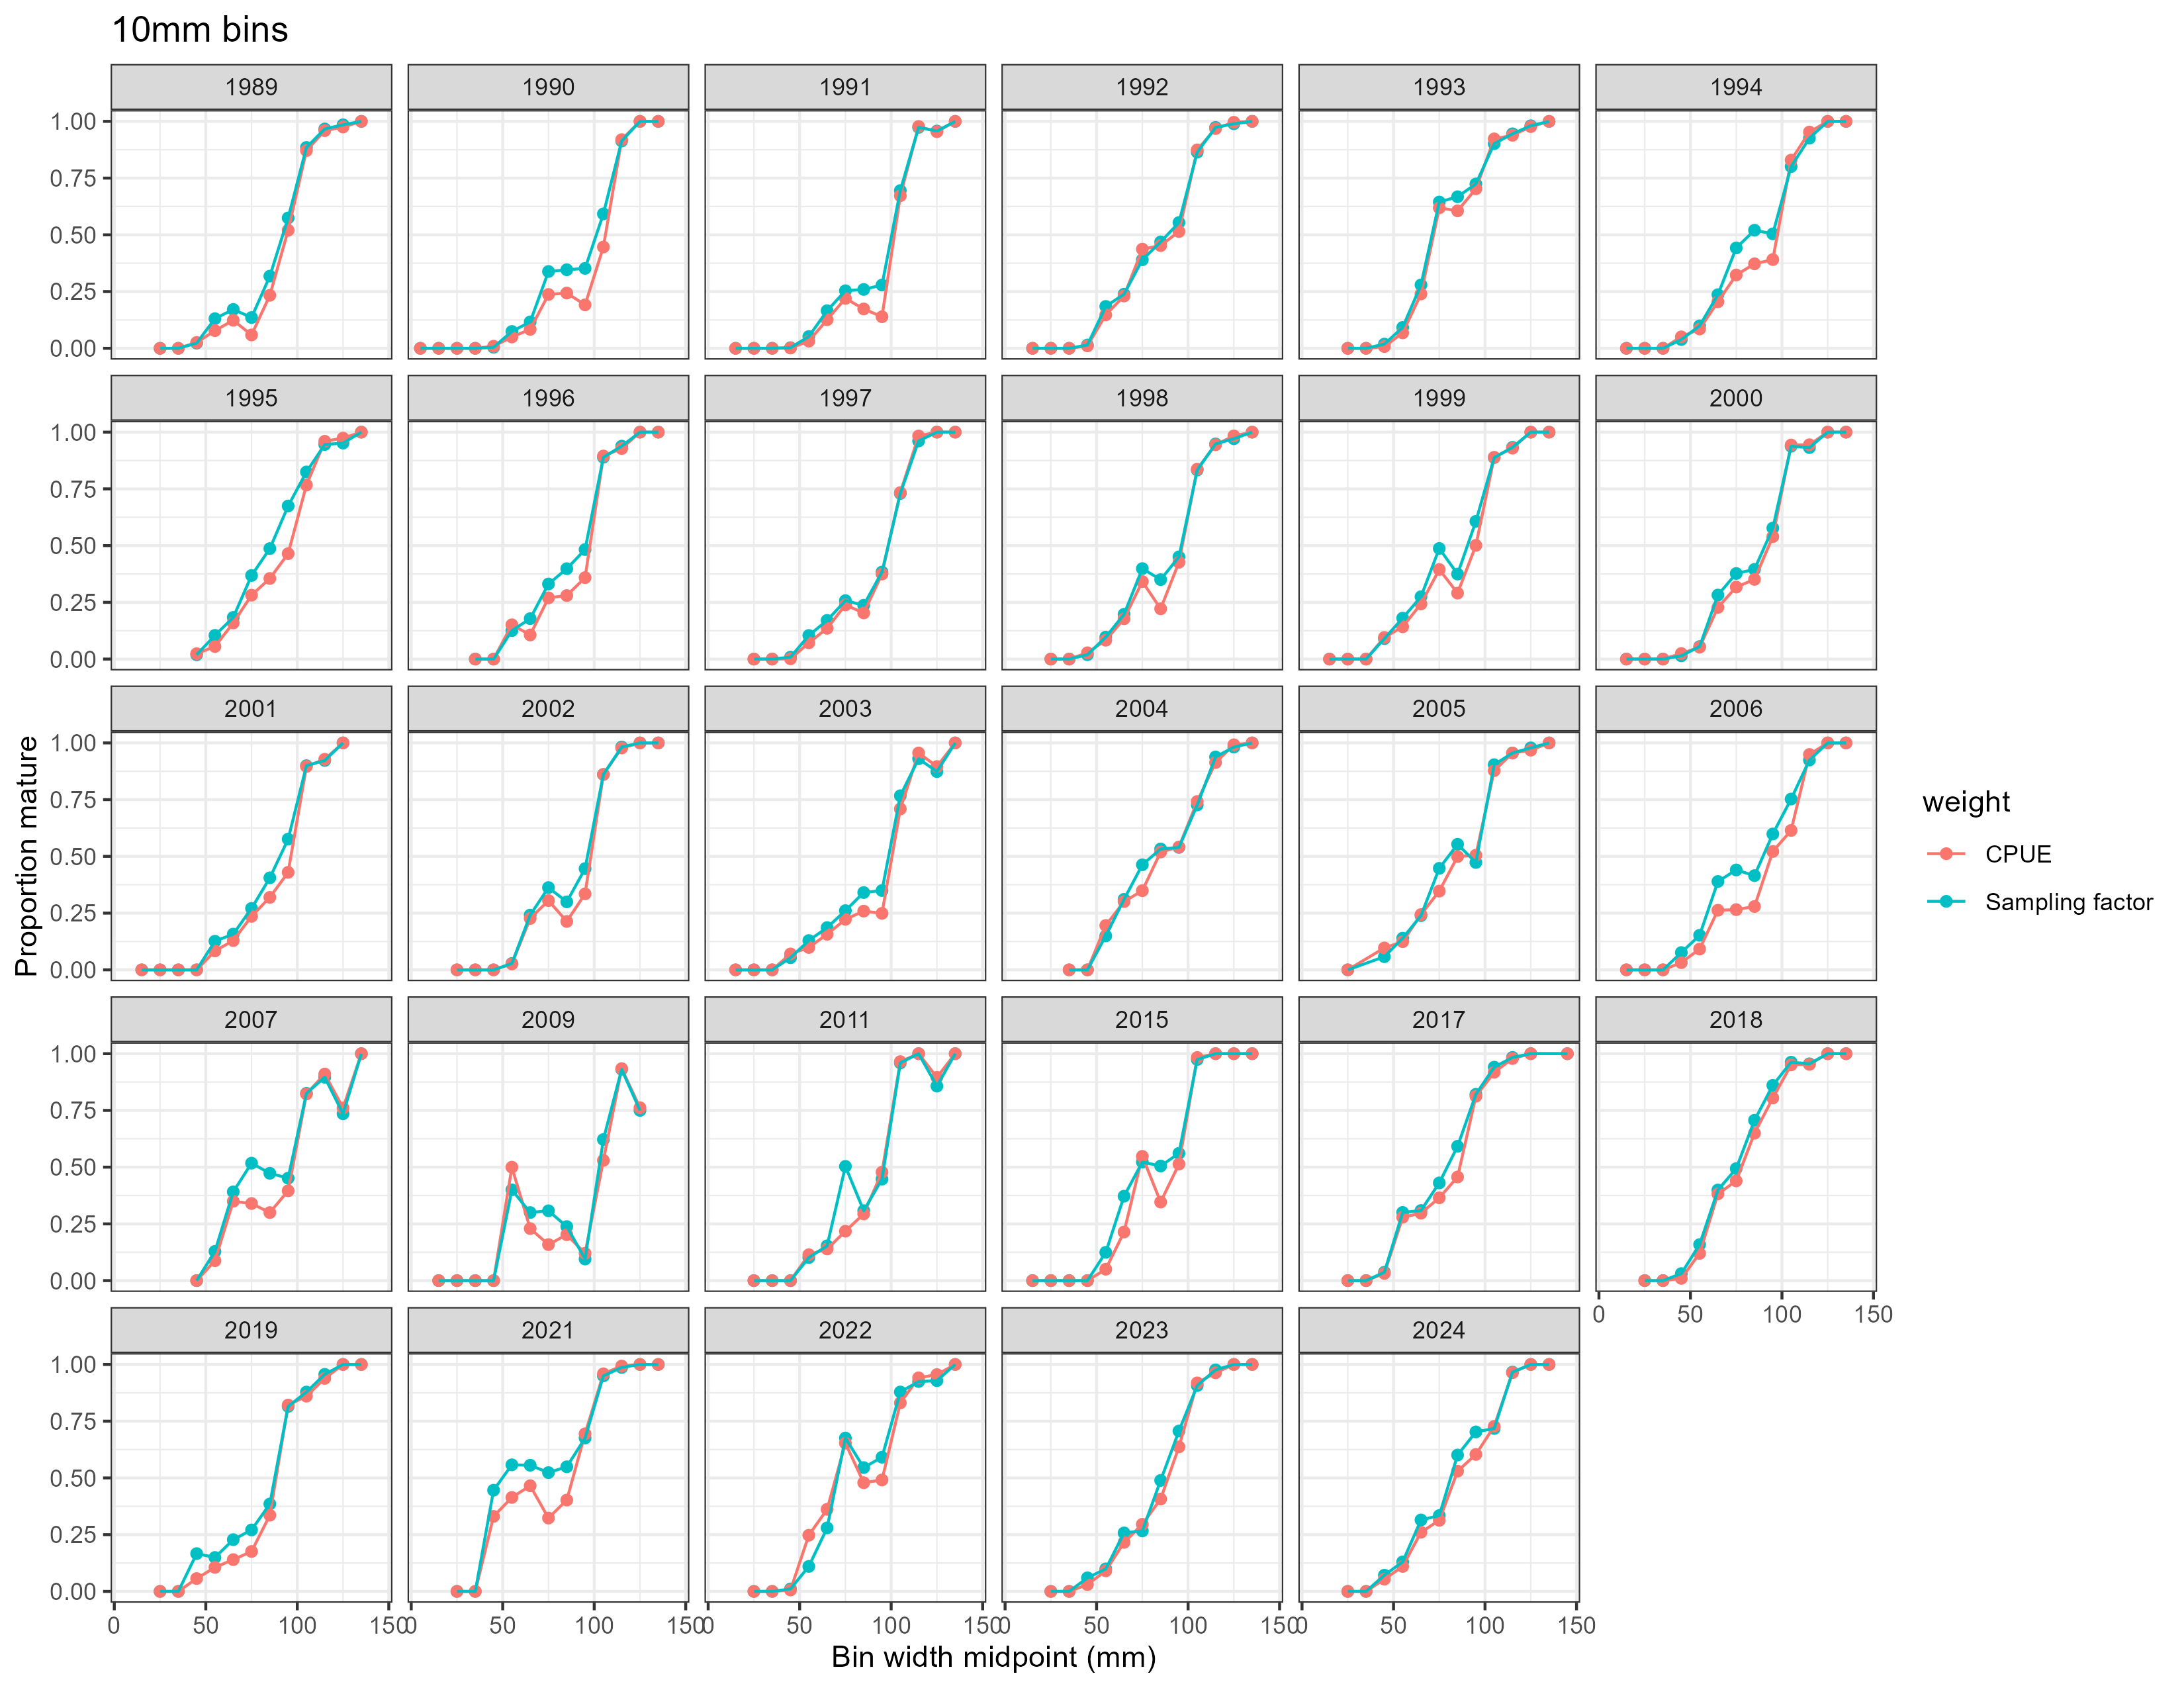 10mm bins
1989 1990 1991 1992 1993 1994
1.00
0.75
0.50
0.25
0.00
1995 1996 1997 1998 1999 2000
1.00
0.75
0.50
0.25
0.00
2001 2002 2003 2004 2005 2006
1.00
0.75
0.50
0.25
0.00
Proportion mature
weight
CPUE
Sampling factor
2007 2009 2011 2015 2017 2018
1.00
0.75
0.50
0.25
0.00
0 50 100 150
2019 2021 2022 2023 2024
1.00
0.75
0.50
0.25
0.00
0 50 100 150 0 50 100 150 0 50 100 150 0 50 100 150 0 50 100 150
Bin width midpoint (mm)